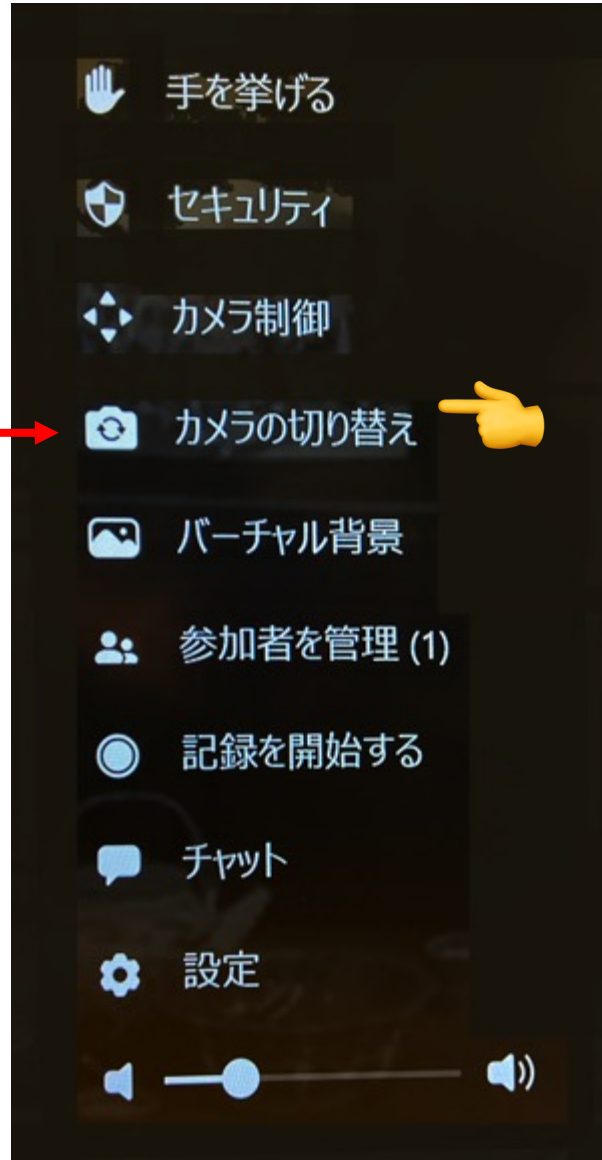 手を挙げる
セキュリティ
カメラ制御
カメラの切り替え
バーチャル背景
参加者を管理 (1)
記録を開始する
チャット
設定